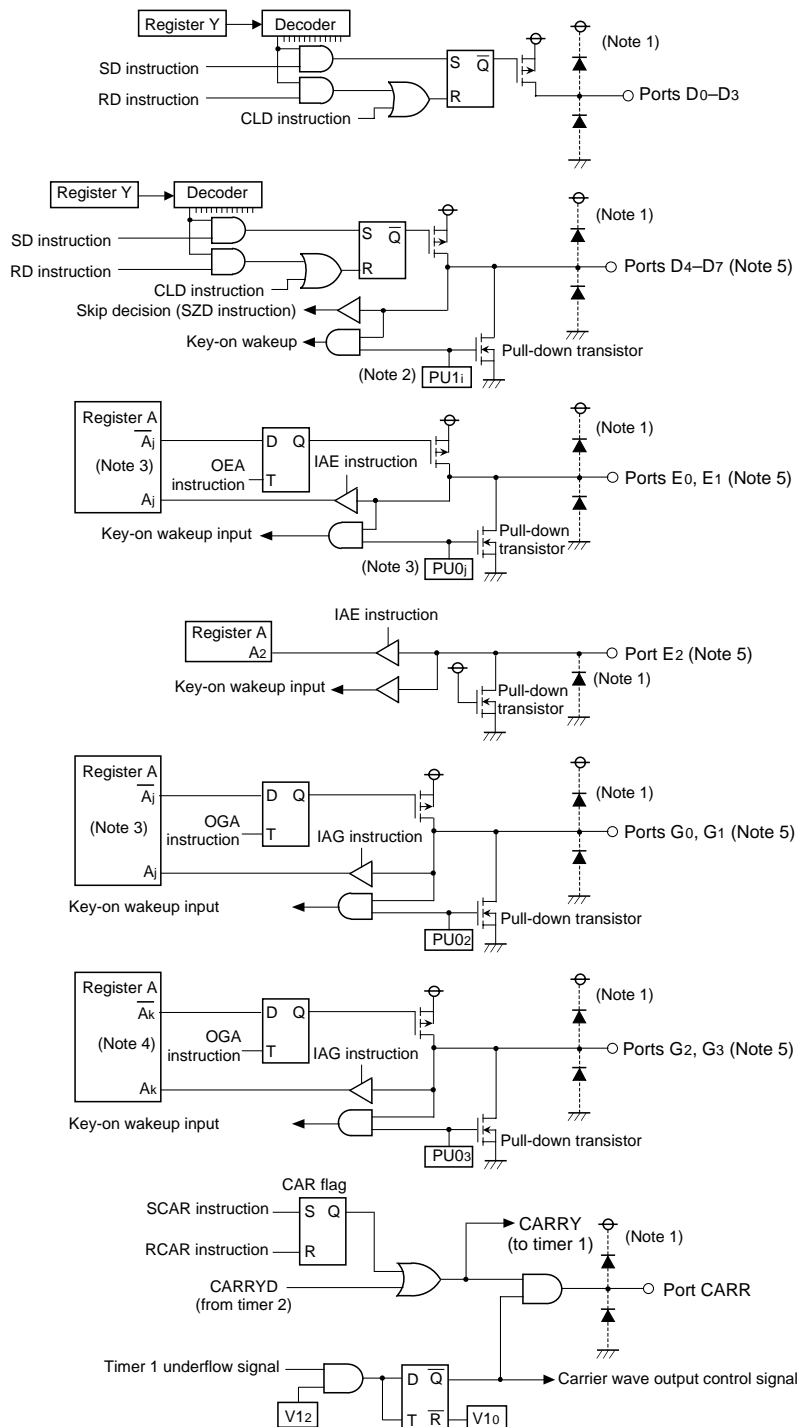 Register Y
Decoder
(Note 1)
SD instruction
S
Q
RD instruction
R
CLD instruction
Ports D0–D3
Register Y
Decoder
(Note 1)
SD instruction
S
Q
RD instruction
R
CLD instruction
Ports D4–D7 (Note 5)
Skip decision (SZD instruction)
Key-on wakeup
Pull-down transistor
(Note 2)
PU1i
Register A
(Note 1)
Aj
D
Q
(Note 3)
OEA
instruction
T
IAE instruction
Aj
Ports E0, E1 (Note 5)
Key-on wakeup input
Pull-down
transistor
(Note 3)
PU0j
IAE instruction
Register A
A2
Port E2 (Note 5)
Key-on wakeup input
Pull-down
transistor
(Note 1)
Register A
Aj
D
Q
(Note 1)
(Note 3)
OGA
instruction
T
IAG instruction
Ports G0, G1 (Note 5)
Aj
Key-on wakeup input
Pull-down transistor
PU02
Register A
Ak
D
Q
(Note 1)
(Note 4)
OGA
instruction
T
IAG instruction
Ports G2, G3 (Note 5)
Ak
Key-on wakeup input
Pull-down transistor
PU03
CAR flag
SCAR instruction
S
Q
RCAR instruction
R
CARRY
(to timer 1)
(Note 1)
CARRYD
(from timer 2)
Port CARR
Timer 1 underflow signal
D
Q
Carrier wave output control signal
V12
T
R
V10